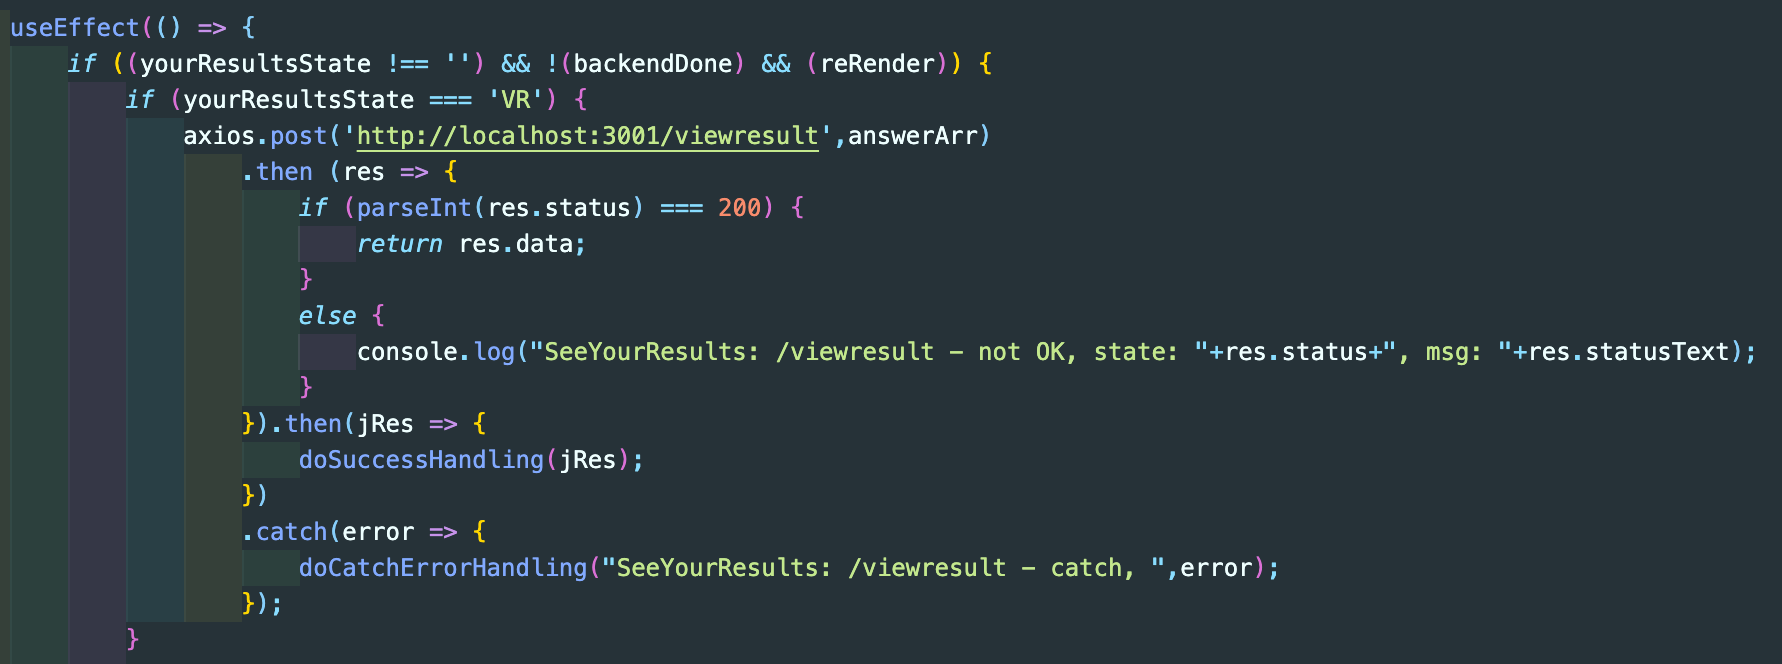 useEffect(() => {
if ((yourResultsState !== '') && !(backendDone) && (reRender)) {
if (yourResultsState === 'VR') {
axios.post('http://localhost:3001/viewresult',answerArr)
.then (res => {
if (parseInt(res.status) === 200) {
return res.data;
}
else {
console.log("SeeYourResults: /viewresult - not OK, state: "+res.status+", msg: "+res.statusText);
}
}).then(jRes => {
doSuccessHandling(jRes);
})
.catch(error => {
doCatchErrorHandling("SeeYourResults: /viewresult - catch, ",error);
});
}